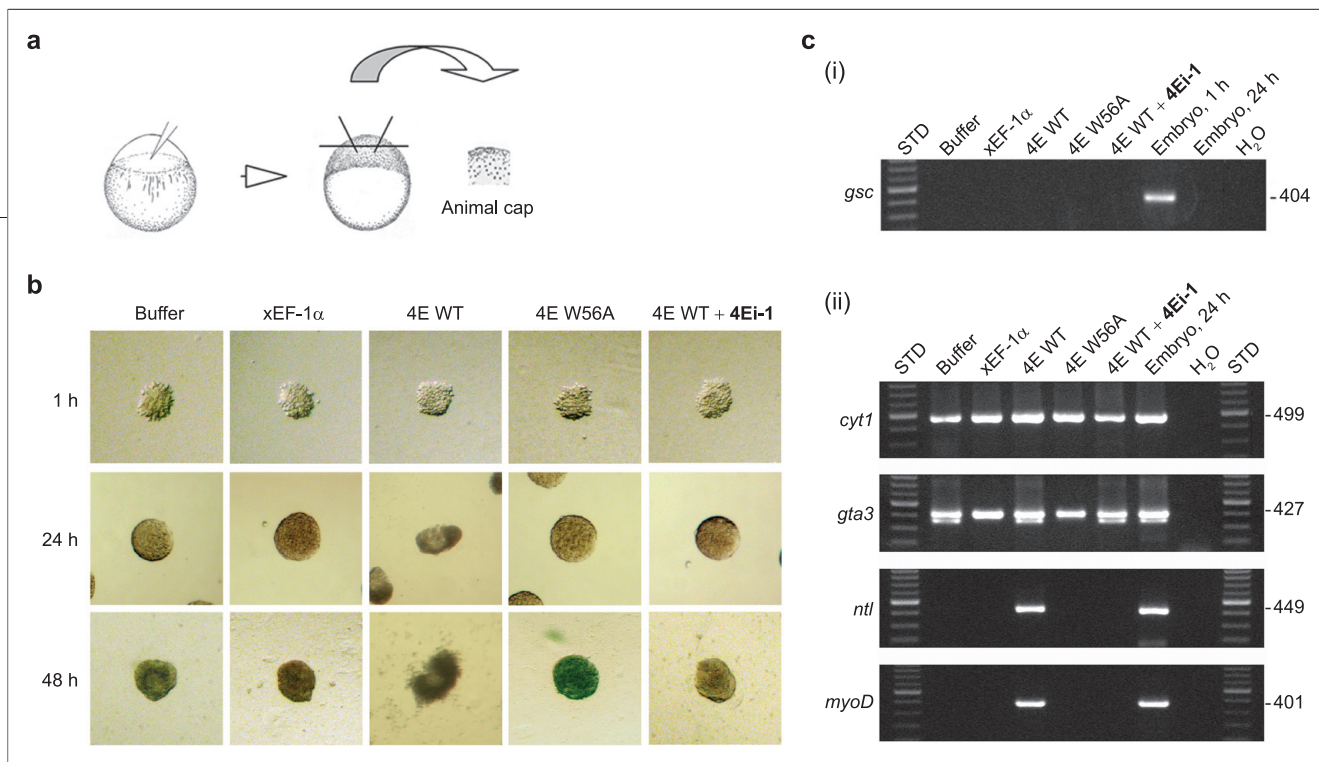 a
Animal cap
b
Buffer
xEF-1α
4E WT
4E W56A
4E WT + 4Ei-1
1 h
24 h
48 h
c
(i)
STD
Buffer
xEF-1α
4E WT
4E W56A
4E WT + 4Ei-1
Embryo, 1 h
Embryo, 24 h
H₂O
gsc
-404
(ii)
STD
Buffer
xEF-1α
4E WT
4E W56A
4E WT + 4Ei-1
Embryo, 24 h
H₂O
STD
cyt1
-499
gta3
-427
ntl
-449
myoD
-401